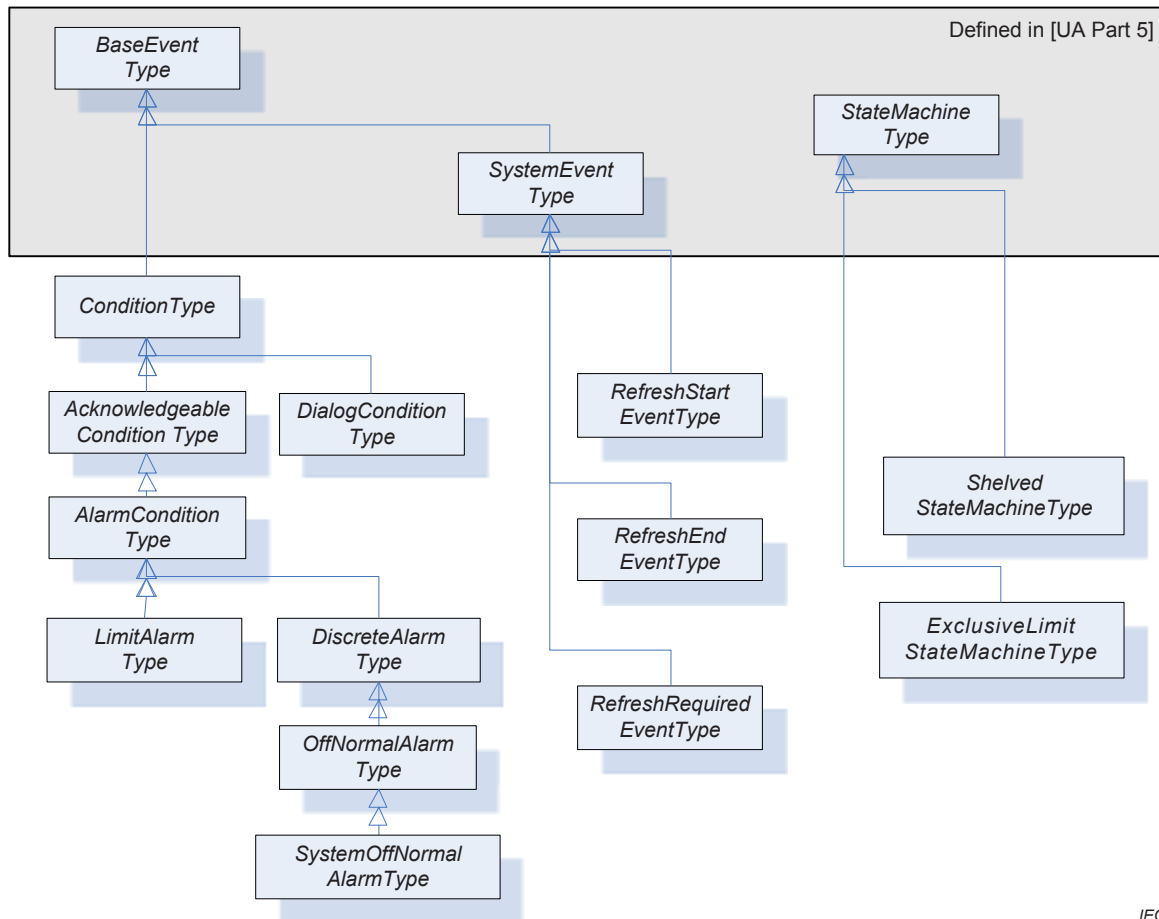 Defined in [UA Part 5]
BaseEvent
Type
StateMachine
Type
SystemEvent
Type
ConditionType
Acknowledgeable
Condition Type
DialogCondition
Type
RefreshStart
EventType
Shelved
StateMachineType
AlarmCondition
Type
RefreshEnd
EventType
LimitAlarm
Type
DiscreteAlarm
Type
ExclusiveLimit
StateMachineType
RefreshRequired
EventType
OffNormalAlarm
Type
SystemOffNormal
AlarmType